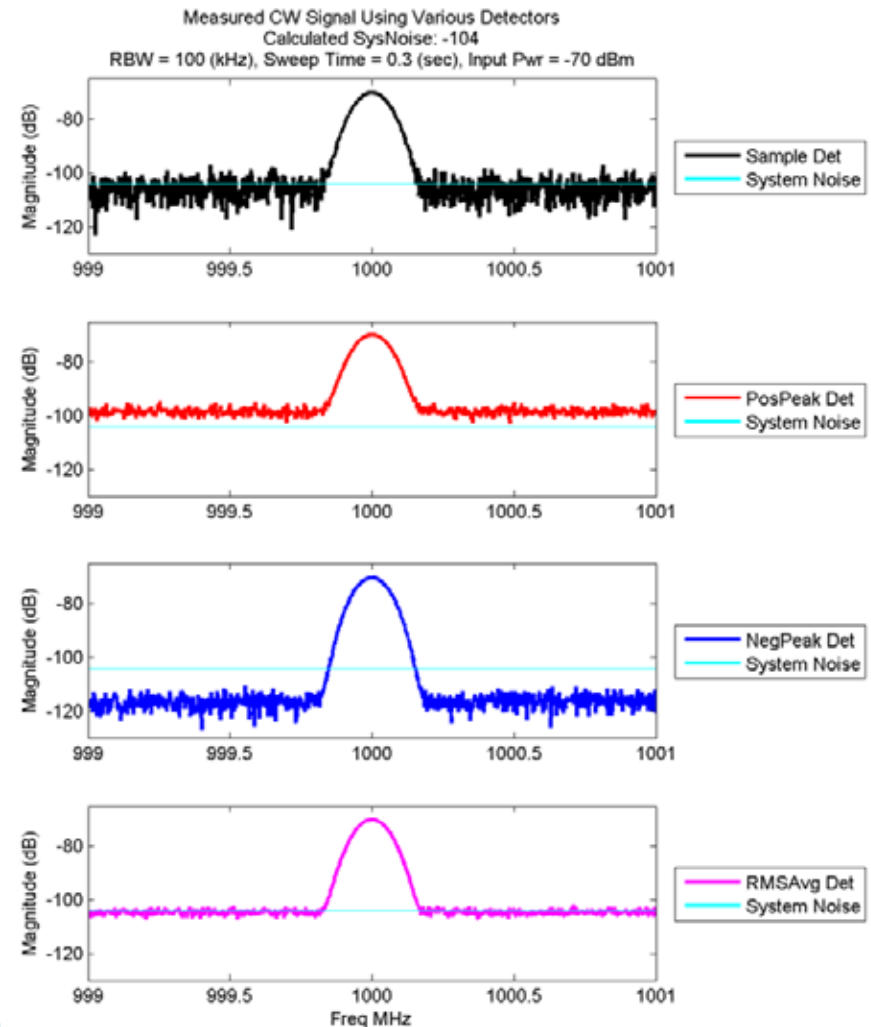 Measured CW Signal Using Various Detectors
Calculated SysNoise: -104
RBW = 100 (kHz), Sweep Time = 0.3 (sec), Input Pwr = -70 dBm
Magnitude (dB)
-80
-100
-120
999
999.5
1000
1000.5
1001
Sample Det
System Noise
Magnitude (dB)
-80
-100
-120
999
999.5
1000
1000.5
1001
PosPeak Det
System Noise
Magnitude (dB)
-80
-100
-120
999
999.5
1000
1000.5
1001
NegPeak Det
System Noise
Magnitude (dB)
-80
-100
-120
999
999.5
1000
1000.5
1001
Freq MHz
RMSAvg Det
System Noise